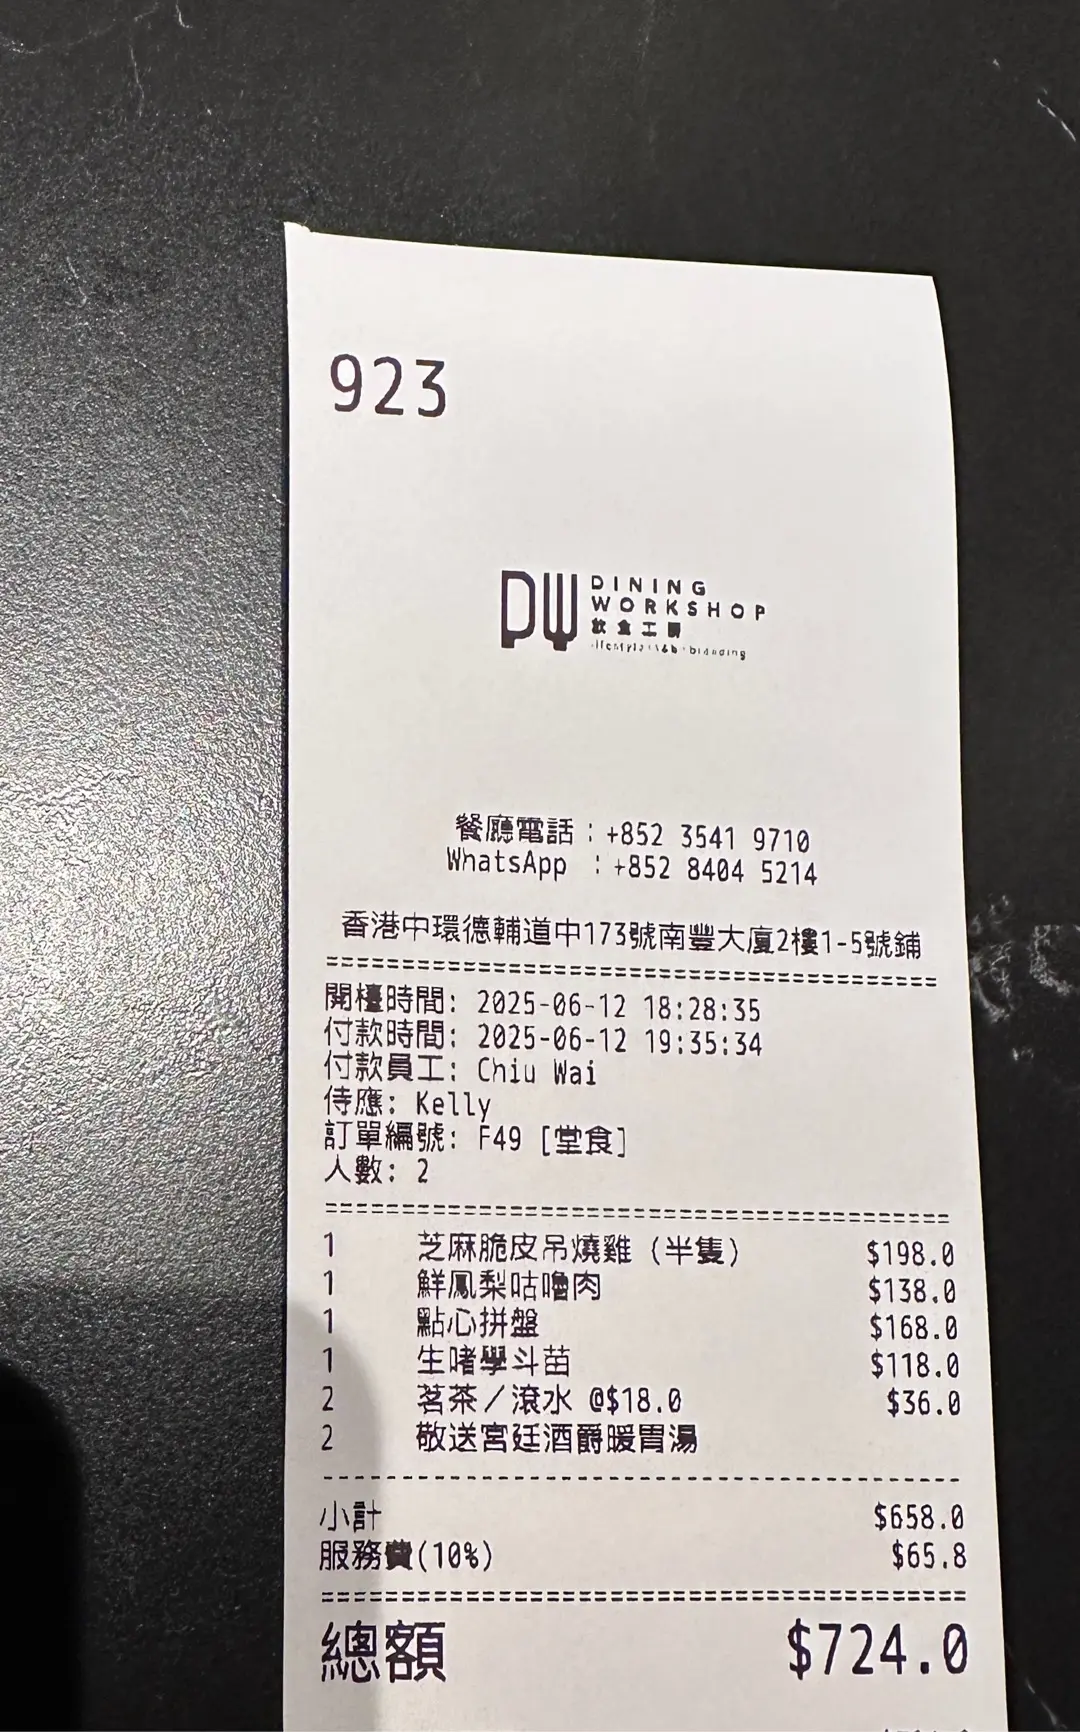 923
DW DINING
WORKSHOP
飲食工房
餐廳電話：+852 3541 9710
WhatsApp ：+852 8404 5214
香港中環德輔道中173號南豐大廈2樓1-5號鋪
======================================
開檯時間: 2025-06-12 18:28:35
付款時間: 2025-06-12 19:35:34
付款員工: Chiu Wai
侍應: Kelly
訂單編號: F49 [堂食]
人數: 2
======================================
1 芝麻脆皮吊燒雞 (半隻) $198.0
1 鮮鳳梨咕嚕肉 $138.0
1 點心拼盤 $168.0
1 生啫學斗苗 $118.0
2 茗茶／滾水 @$18.0 $36.0
2 敬送宮廷酒爵暖胃湯
--------------------------------------
小計 $658.0
服務費(10%) $65.8
======================================
總額 $724.0